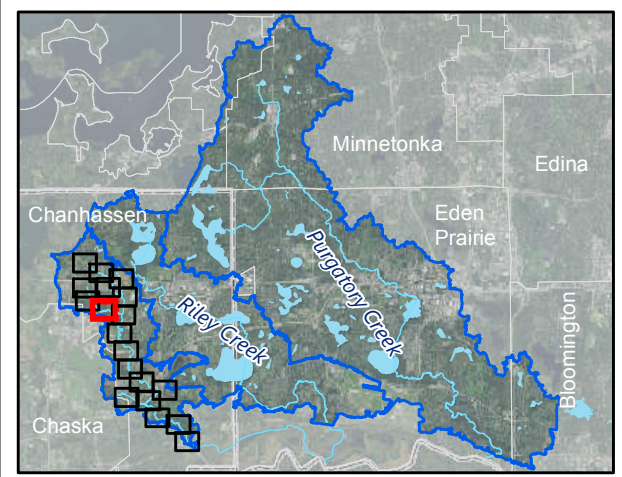 Minnetonka
Edina
Chanhassen
Eden
Prairie
Purgatory Creek
Riley Creek
Bloomington
Chaska